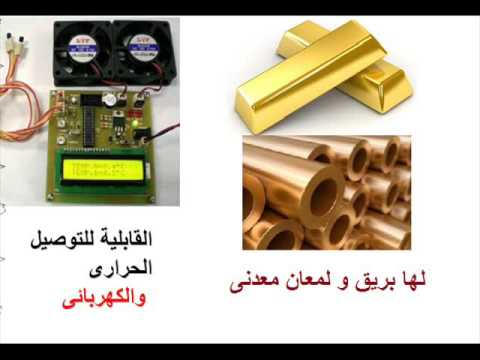 القابلية للتوصيل
الحرارى
والكهربائى
لها بريق و لمعان معدنى